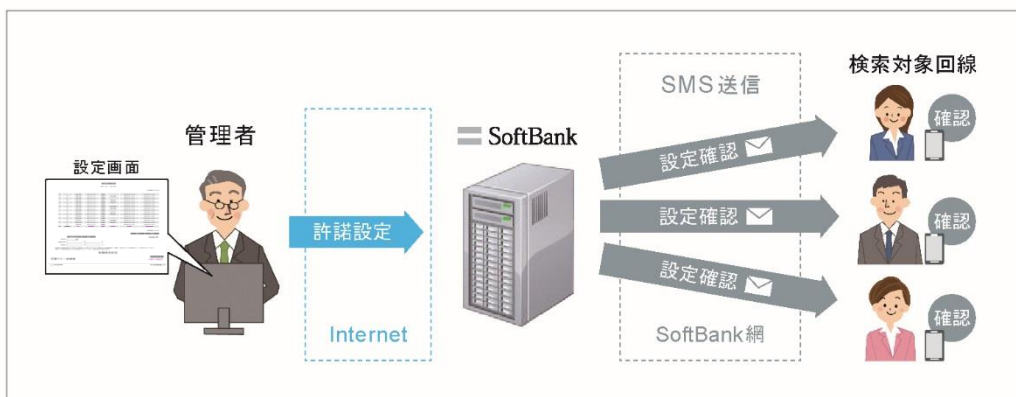 管理者
設定画面
許諾設定
Internet
SoftBank
SMS送信
設定確認
設定確認
設定確認
SoftBank網
検索対象回線
確認
確認
確認